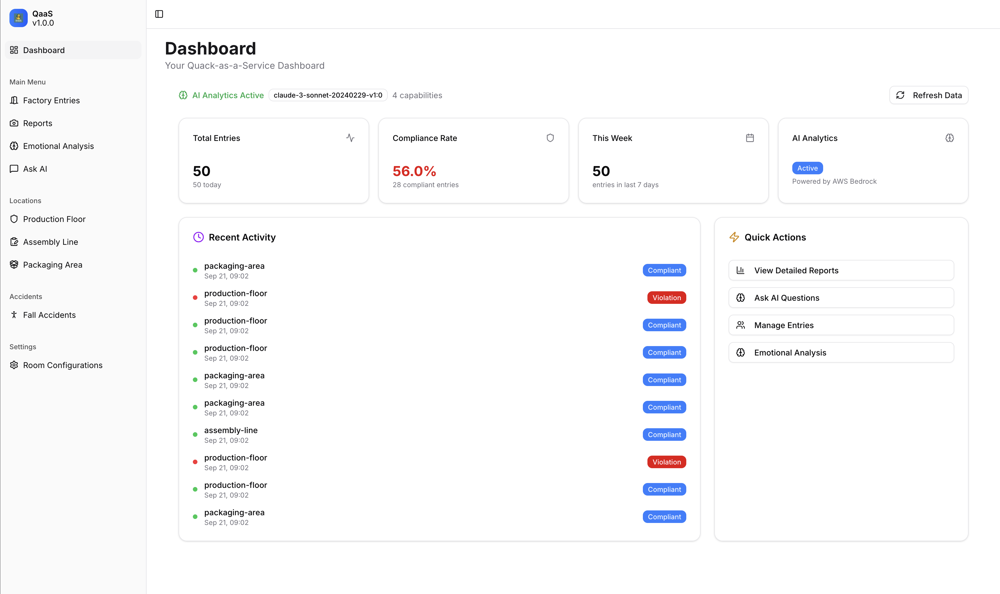 QaaS
v1.0.0
Dashboard
Main Menu
Factory Entries
Reports
Emotional Analysis
Ask AI
Locations
Production Floor
Assembly Line
Packaging Area
Accidents
Fall Accidents
Settings
Room Configurations
Dashboard
Your Quack-as-a-Service Dashboard
AI Analytics Active claude-3-sonnet-20240229-v1:0 4 capabilities
Refresh Data
Total Entries
50
50 today
Compliance Rate
56.0%
28 compliant entries
This Week
50
entries in last 7 days
AI Analytics
Active
Powered by AWS Bedrock
Recent Activity
packaging-area
Sep 21, 09:02
Compliant
production-floor
Sep 21, 09:02
Violation
production-floor
Sep 21, 09:02
Compliant
production-floor
Sep 21, 09:02
Compliant
packaging-area
Sep 21, 09:02
Compliant
packaging-area
Sep 21, 09:02
Compliant
assembly-line
Sep 21, 09:02
Compliant
production-floor
Sep 21, 09:02
Violation
production-floor
Sep 21, 09:02
Compliant
packaging-area
Sep 21, 09:02
Compliant
Quick Actions
View Detailed Reports
Ask AI Questions
Manage Entries
Emotional Analysis